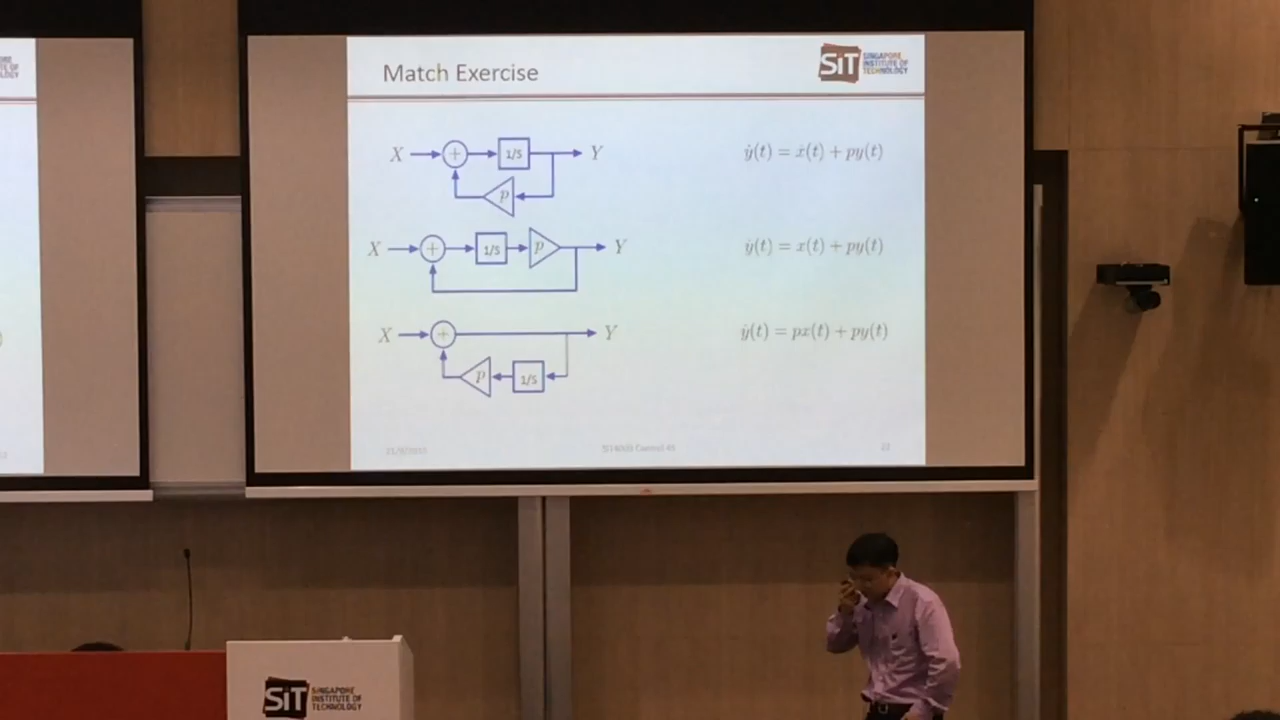 Match Exercise
SiT SINGAPORE
INSTITUTE OF
TECHNOLOGY
X + 1/S Y
p
ẏ(t) = ẋ(t) + py(t)
X + 1/S p Y
ẏ(t) = x(t) + py(t)
X + Y
p 1/S
ẏ(t) = px(t) + py(t)
SiT SINGAPORE
INSTITUTE OF
TECHNOLOGY